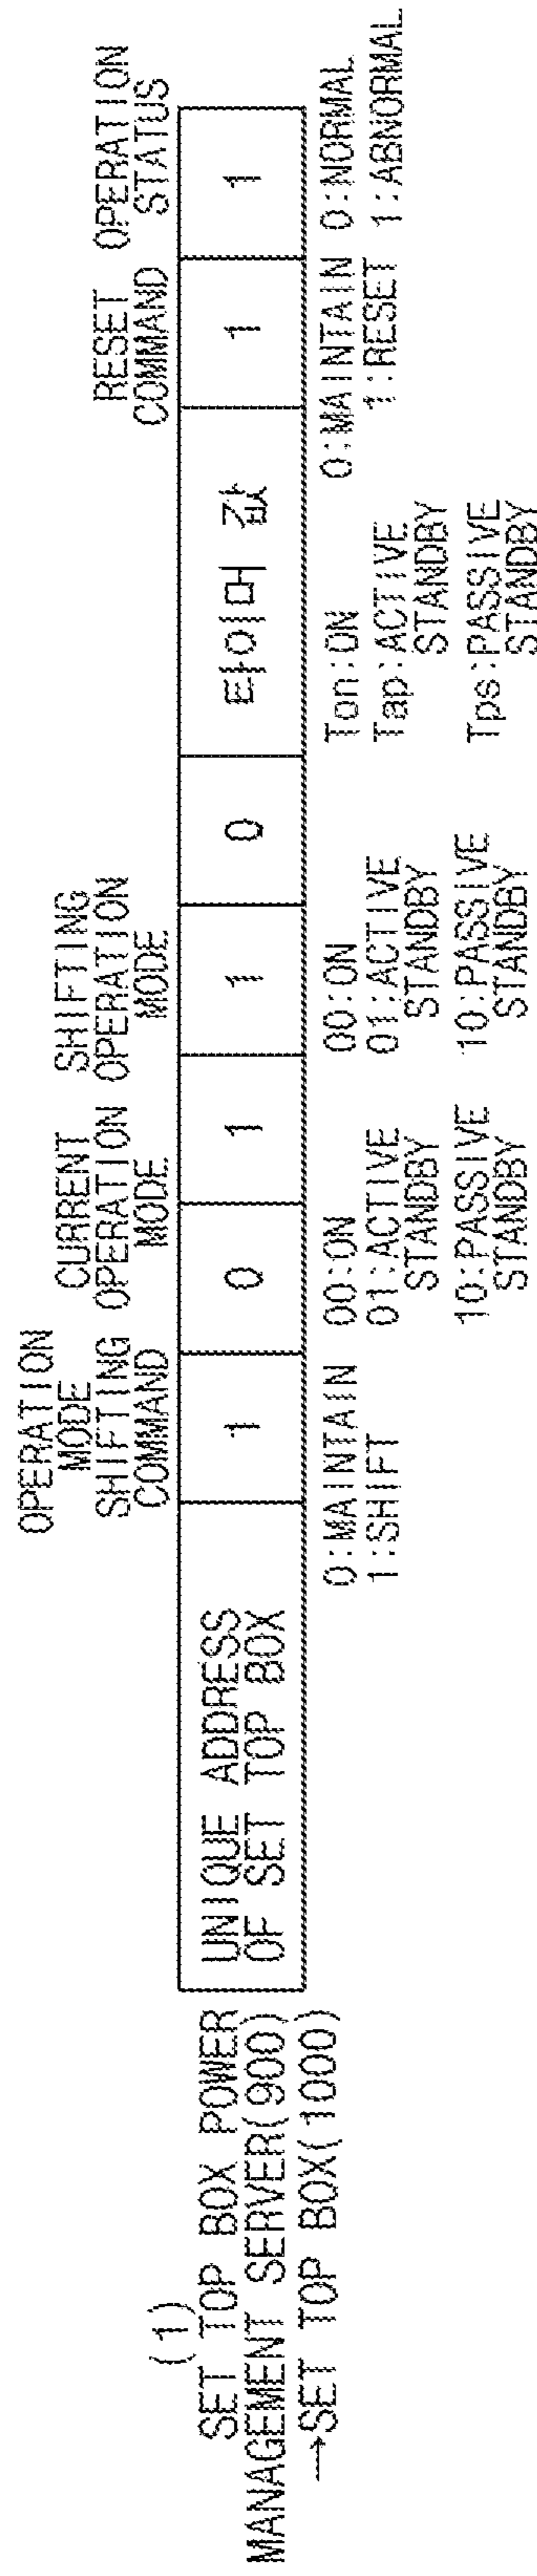 (1)
SET TOP BOX POWER
MANAGEMENT SERVER(900)
→SET TOP BOX(1000)
UNIQUE ADDRESS
OF SET TOP BOX
OPERATION
MODE
SHIFTING
COMMAND
1
0:MAINTAIN
1:SHIFT
CURRENT
OPERATION
MODE
0
1
00:ON
01:ACTIVE
STANDBY
10:PASSIVE
STANDBY
SHIFTING
OPERATION
MODE
1
0
00:ON
01:ACTIVE
STANDBY
10:PASSIVE
STANDBY
타이머 값
Ton:ON
Tap:ACTIVE
STANDBY
Tps:PASSIVE
STANDBY
RESET
COMMAND
1
0:MAINTAIN
1:RESET
OPERATION
STATUS
1
0:NORMAL
1:ABNORMAL